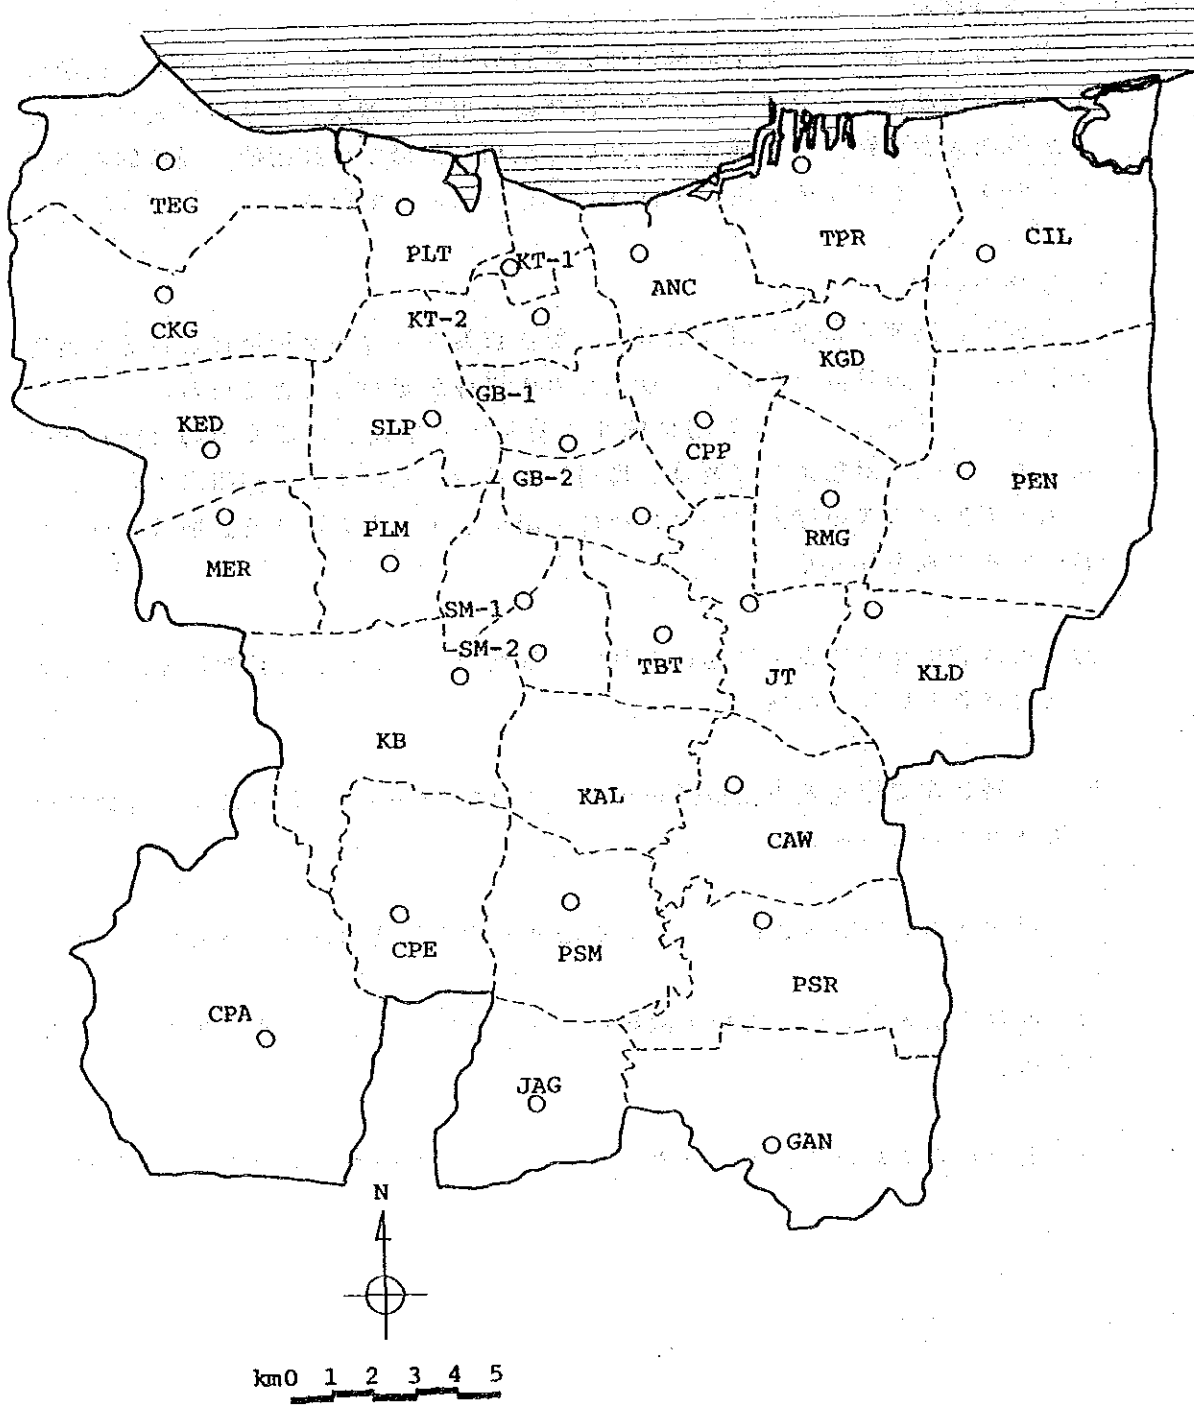 TEG
PLT
KT-1
TPR
CIL
ANC
CKG
KT-2
KGD
GB-1
KED
SLP
CPP
GB-2
PEN
PLM
RMG
MER
SM-1
SM-2
TBT
JT
KLD
KB
KAL
CAW
CPE
PSM
PSR
CPA
JAG
GAN
N
km 0 1 2 3 4 5